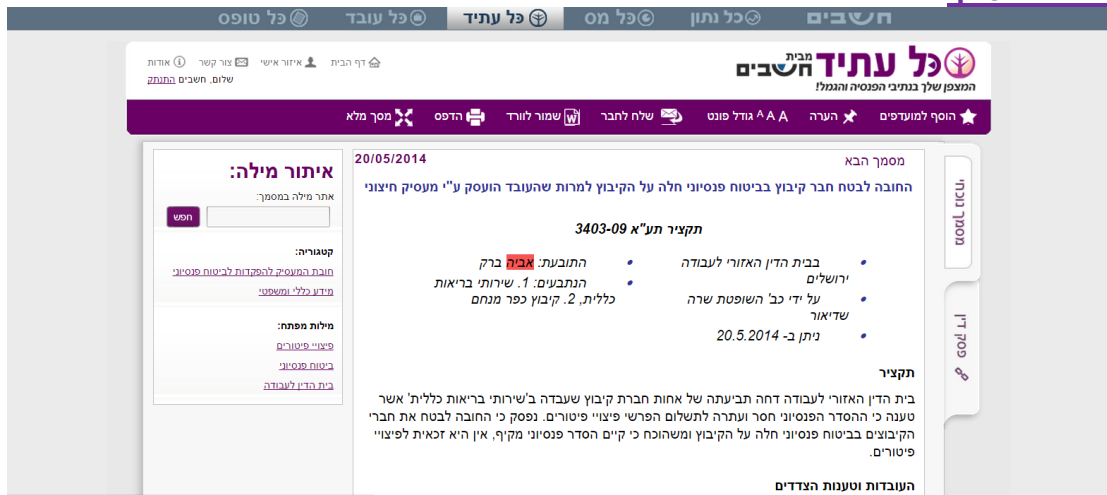 חשבים
כל נתון
כל מס
כל עתיד
כל עובד
כל טופס
כל עתיד מבית חשבים
המצפן שלך בנתיבי הפנסיה והגמל!
דף הבית איזור אישי צור קשר אודות
שלום, חשבים התנתק
הוסף למועדפים הערה A A A גודל פונט שלח לחבר שמור לוורד הדפס מסך מלא
מסמך נוכחי
פסק דין
מסמך הבא 20/05/2014
החובה לבטח חבר קיבוץ בביטוח פנסיוני חלה על הקיבוץ למרות שהעובד הועסק ע"י מעסיק חיצוני
תקציר תע"א 3403-09
• בבית הדין האזורי לעבודה
ירושלים
• על ידי כב' השופטת שרה
שדיאור
• ניתן ב- 20.5.2014
• התובעת: אביה ברק
• הנתבעים: 1. שירותי בריאות
כללית, 2. קיבוץ כפר מנחם
תקציר
בית הדין האזורי לעבודה דחה תביעתה של אחות חברת קיבוץ שעבדה ב'שירותי בריאות כללית' אשר
טענה כי ההסדר הפנסיוני חסר ועתרה לתשלום הפרשי פיצויי פיטורים. נפסק כי החובה לבטח את חברי
הקיבוצים בביטוח פנסיוני חלה על הקיבוץ ומשהוכח כי קיים הסדר פנסיוני מקיף, אין היא זכאית לפיצויי
פיטורים.
העובדות וטענות הצדדים
איתור מילה:
אתר מילה במסמך:
חפש
קטגוריה:
חובת המעסיק להפקדות לביטוח פנסיוני
מידע כללי ומשפטי
מילות מפתח:
פיצויי פיטורים
ביטוח פנסיוני
בית הדין לעבודה